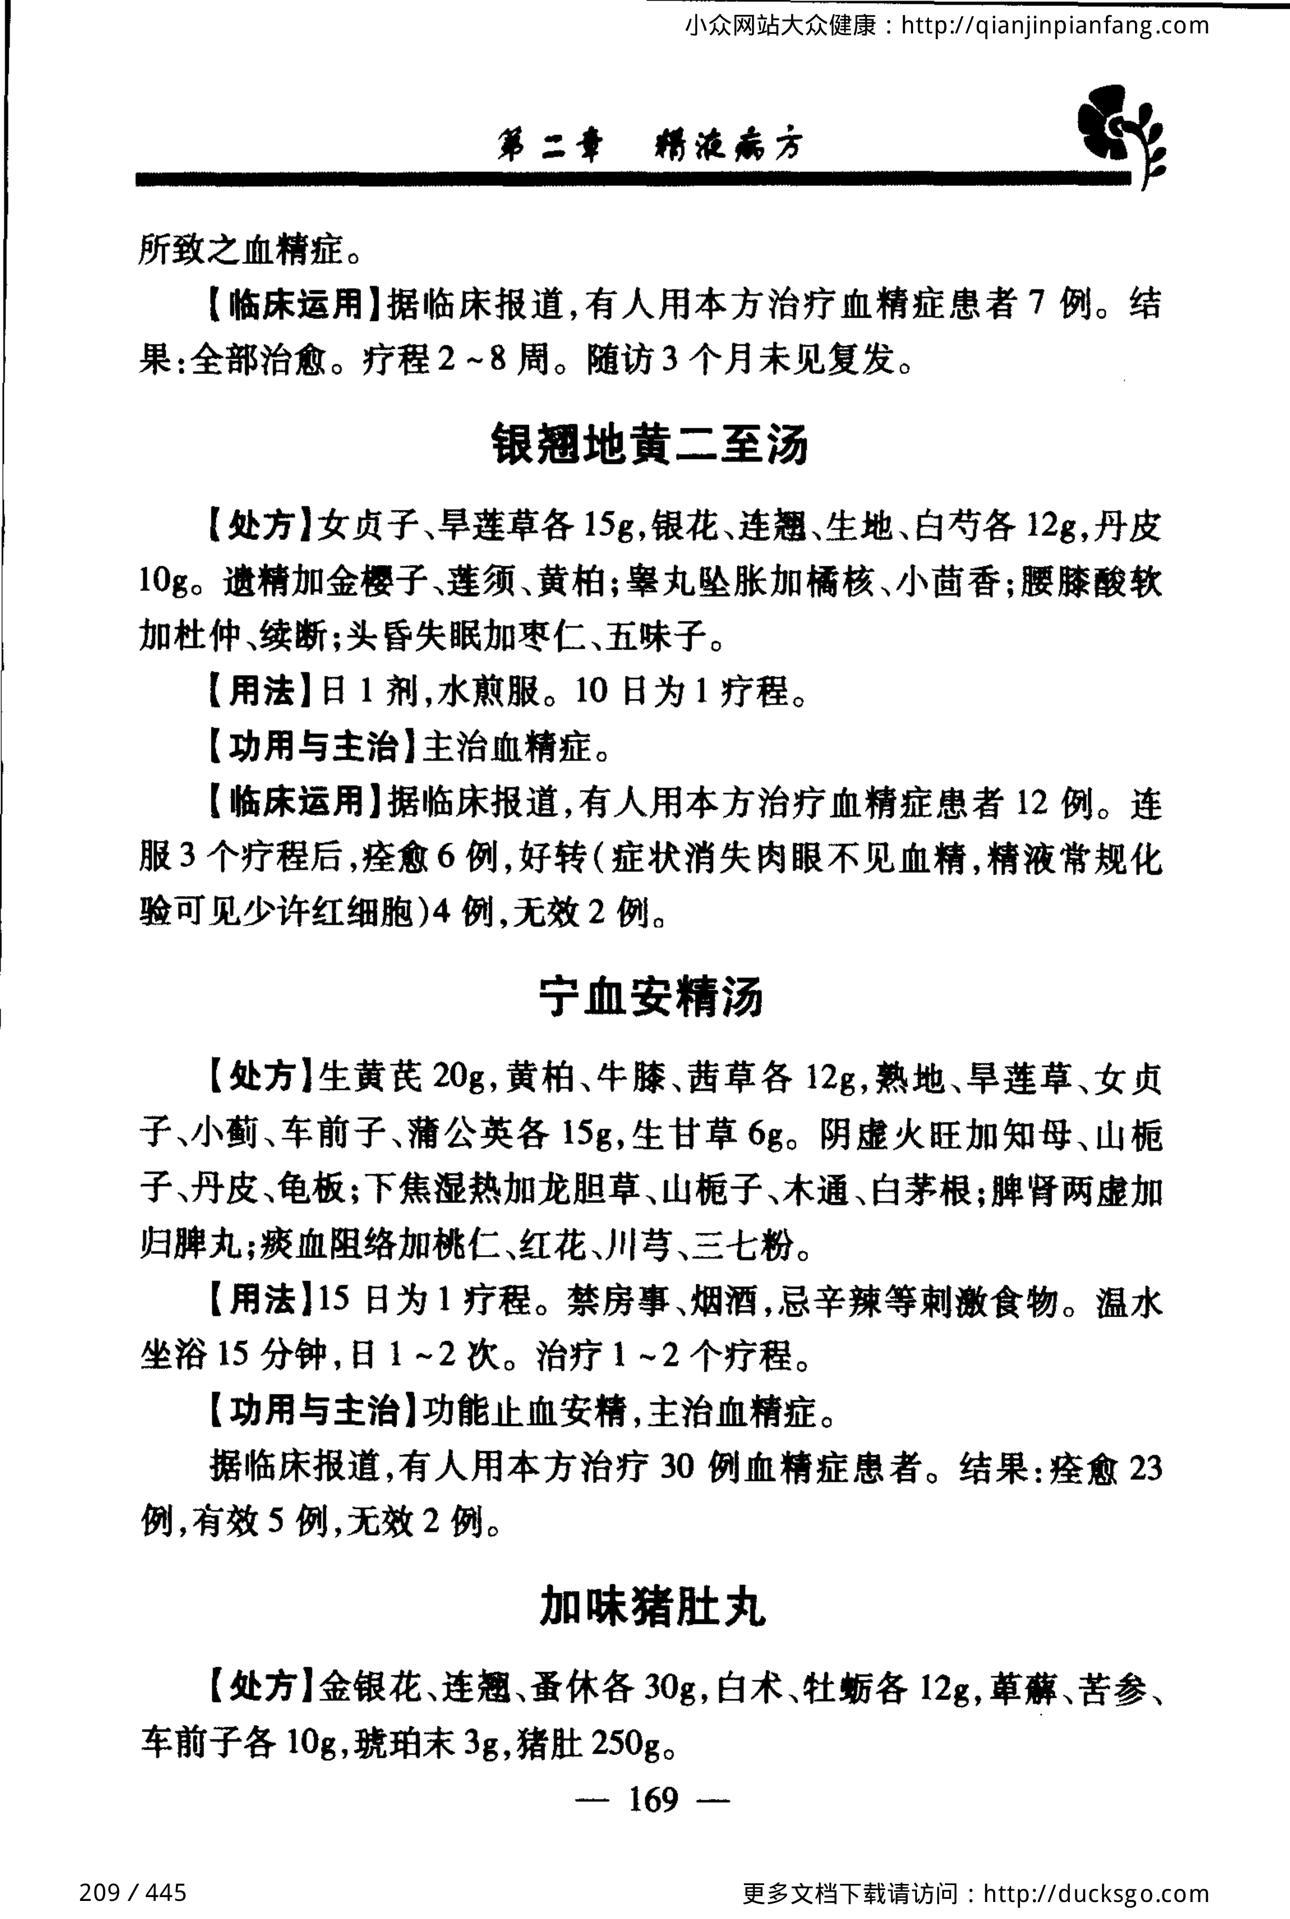 小众网站大众健康：http://qianjinpianfang.com
第二章 精液病方
所致之血精症。
【临床运用】据临床报道,有人用本方治疗血精症患者 7 例。结
果:全部治愈。疗程 2～8 周。随访 3 个月未见复发。
银翘地黄二至汤
【处方】女贞子、旱莲草各 15g,银花、连翘、生地、白芍各 12g,丹皮
10g。遗精加金樱子、莲须、黄柏;睾丸坠胀加橘核、小茴香;腰膝酸软
加杜仲、续断;头昏失眠加枣仁、五味子。
【用法】日 1 剂,水煎服。10 日为 1 疗程。
【功用与主治】主治血精症。
【临床运用】据临床报道,有人用本方治疗血精症患者 12 例。连
服 3 个疗程后,痊愈 6 例,好转(症状消失肉眼不见血精,精液常规化
验可见少许红细胞)4 例,无效 2 例。
宁血安精汤
【处方】生黄芪 20g,黄柏、牛膝、茜草各 12g,熟地、旱莲草、女贞
子、小蓟、车前子、蒲公英各 15g,生甘草 6g。阴虚火旺加知母、山栀
子、丹皮、龟板;下焦湿热加龙胆草、山栀子、木通、白茅根;脾肾两虚加
归脾丸;瘀血阻络加桃仁、红花、川芎、三七粉。
【用法】15 日为 1 疗程。禁房事、烟酒,忌辛辣等刺激食物。温水
坐浴 15 分钟,日 1～2 次。治疗 1～2 个疗程。
【功用与主治】功能止血安精,主治血精症。
据临床报道,有人用本方治疗 30 例血精症患者。结果:痊愈 23
例,有效 5 例,无效 2 例。
加味猪肚丸
【处方】金银花、连翘、蚤休各 30g,白术、牡蛎各 12g,萆薢、苦参、
车前子各 10g,琥珀末 3g,猪肚 250g。
— 169 —
209 / 445
更多文档下载请访问：http://ducksgo.com